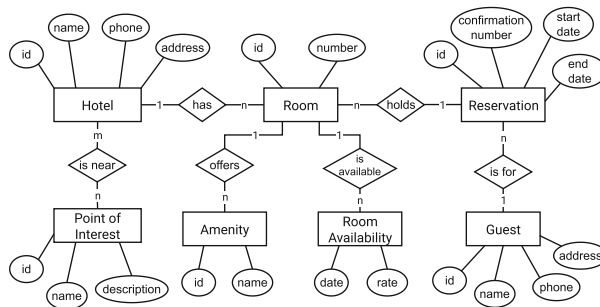 name
phone
id
address
id
number
confirmation
number
start
date
id
end
date
Hotel
1
has
n
Room
n
holds
1
Reservation
m
1
1
n
is near
offers
is
available
is for
n
n
n
1
Point of
Interest
Amenity
Room
Availability
Guest
id
name
description
id
name
date
rate
id
name
phone
address